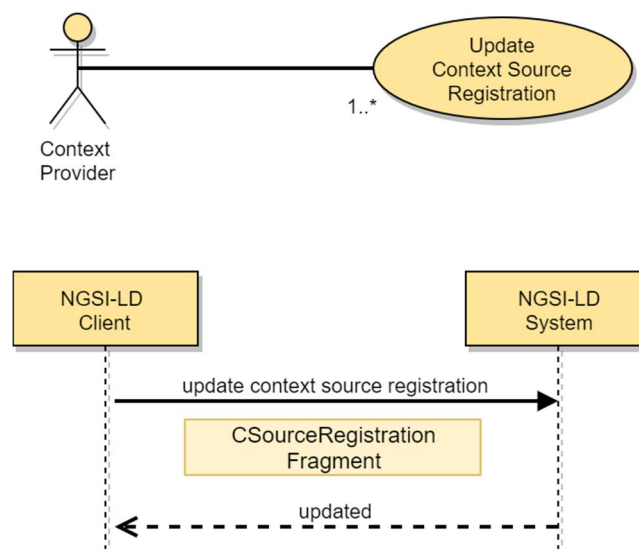 Update
Context Source
Registration
1..*
Context
Provider
NGSI-LD
Client
NGSI-LD
System
update context source registration
CSourceRegistration
Fragment
updated